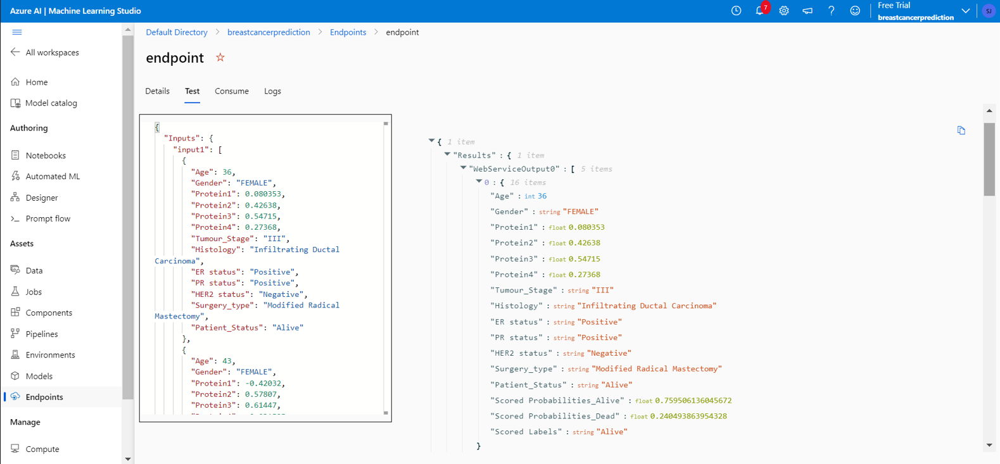 Azure AI | Machine Learning Studio
7
Free Trial
breastcancerprediction
SJ
All workspaces
Home
Model catalog
Authoring
Notebooks
Automated ML
Designer
Prompt flow
Assets
Data
Jobs
Components
Pipelines
Environments
Models
Endpoints
Manage
Compute
Default Directory > breastcancerprediction > Endpoints > endpoint
endpoint
Details Test Consume Logs
{
"Inputs": {
"input1": [
{
"Age": 36,
"Gender": "FEMALE",
"Protein1": 0.080353,
"Protein2": 0.42638,
"Protein3": 0.54715,
"Protein4": 0.27368,
"Tumour_Stage": "III",
"Histology": "Infiltrating Ductal
Carcinoma",
"ER status": "Positive",
"PR status": "Positive",
"HER2 status": "Negative",
"Surgery_type": "Modified Radical
Mastectomy",
"Patient_Status": "Alive"
},
{
"Age": 43,
"Gender": "FEMALE",
"Protein1": -0.42032,
"Protein2": 0.57807,
"Protein3": 0.61447,
{ 1 item
"Results" : { 1 item
"WebServiceOutput0" : [ 5 items
0 : { 16 items
"Age" : int 36
"Gender" : string "FEMALE"
"Protein1" : float 0.080353
"Protein2" : float 0.42638
"Protein3" : float 0.54715
"Protein4" : float 0.27368
"Tumour_Stage" : string "III"
"Histology" : string "Infiltrating Ductal Carcinoma"
"ER status" : string "Positive"
"PR status" : string "Positive"
"HER2 status" : string "Negative"
"Surgery_type" : string "Modified Radical Mastectomy"
"Patient_Status" : string "Alive"
"Scored Probabilities_Alive" : float 0.759506136045672
"Scored Probabilities_Dead" : float 0.240493863954328
"Scored Labels" : string "Alive"
}